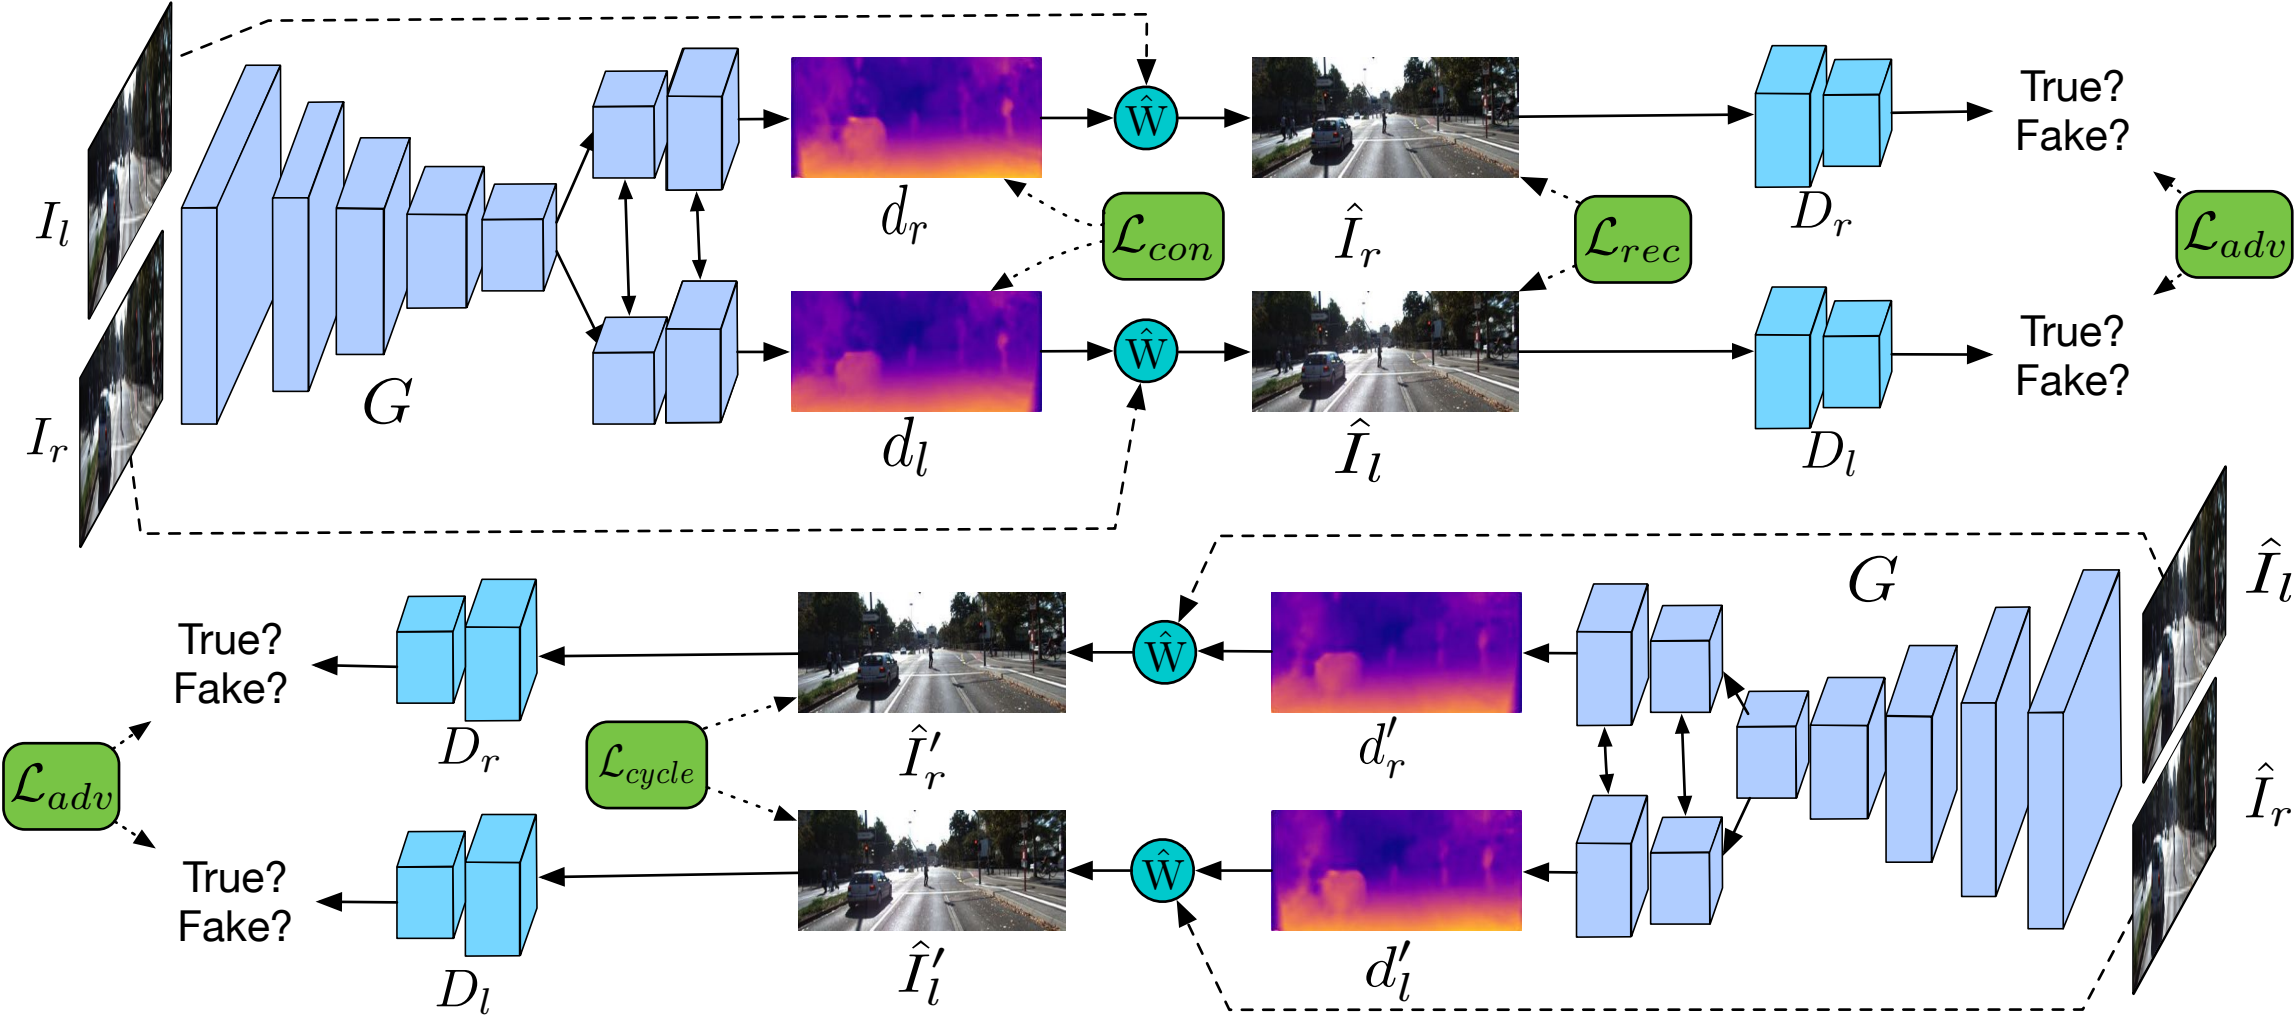 I_l
I_r
G
d_r
d_l
Ŵ
Ŵ
ℒ_con
Î_r
Î_l
ℒ_rec
D_r
D_l
True?
Fake?
True?
Fake?
ℒ_adv
Î_l
Î_r
G
d′_r
d′_l
Ŵ
Ŵ
Î′_r
Î′_l
ℒ_cycle
D_r
D_l
True?
Fake?
True?
Fake?
ℒ_adv